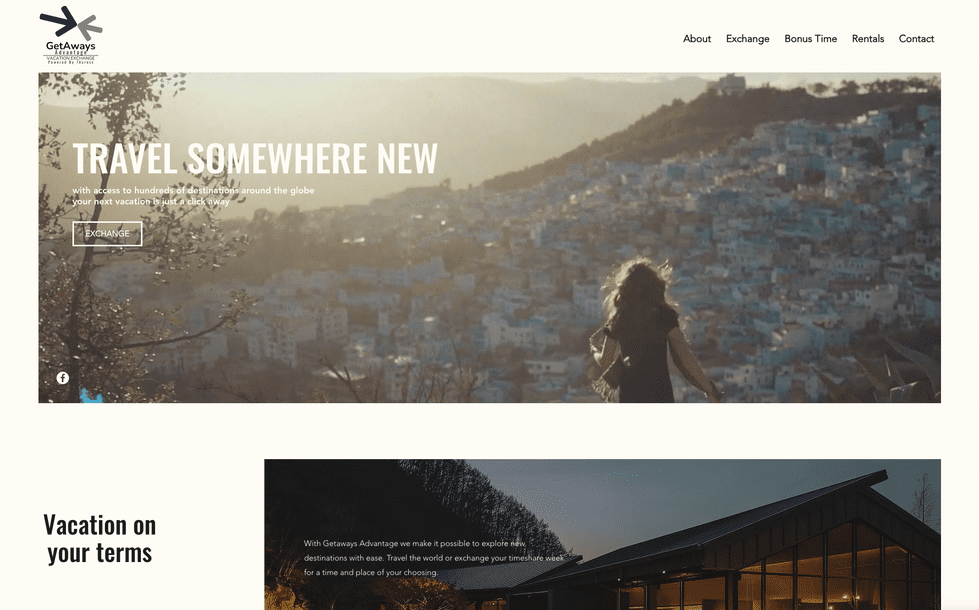 GetAways
Advantage
VACATION EXCHANGE
Powered By Thcress
About
Exchange
Bonus Time
Rentals
Contact
TRAVEL SOMEWHERE NEW
with access to hundreds of destinations around the globe
your next vacation is just a click away
EXCHANGE
Vacation on
your terms
With Getaways Advantage we make it possible to explore new
destinations with ease. Travel the world or exchange your timeshare week
for a time and place of your choosing.